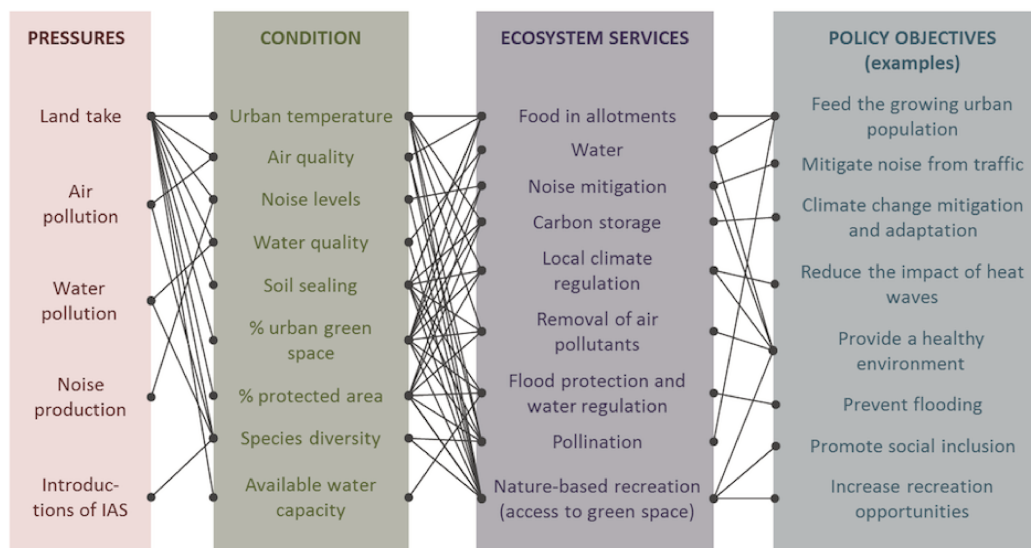 PRESSURES
Land take
Air
pollution
Water
pollution
Noise
production
Introduc-
tions of IAS
CONDITION
Urban temperature
Air quality
Noise levels
Water quality
Soil sealing
% urban green
space
% protected area
Species diversity
Available water
capacity
ECOSYSTEM SERVICES
Food in allotments
Water
Noise mitigation
Carbon storage
Local climate
regulation
Removal of air
pollutants
Flood protection and
water regulation
Pollination
Nature-based recreation
(access to green space)
POLICY OBJECTIVES
(examples)
Feed the growing urban
population
Mitigate noise from traffic
Climate change mitigation
and adaptation
Reduce the impact of heat
waves
Provide a healthy
environment
Prevent flooding
Promote social inclusion
Increase recreation
opportunities